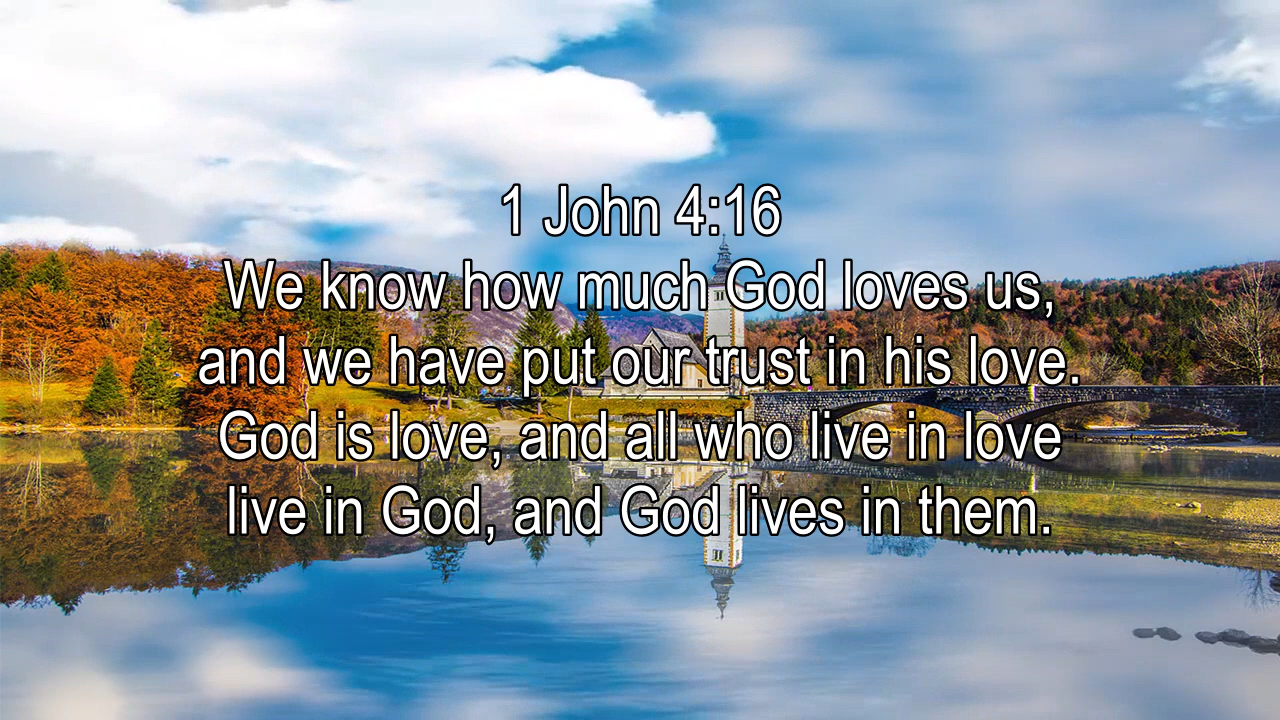 1 John 4:16
We know how much God loves us,
and we have put our trust in his love.
God is love, and all who live in love
live in God, and God lives in them.